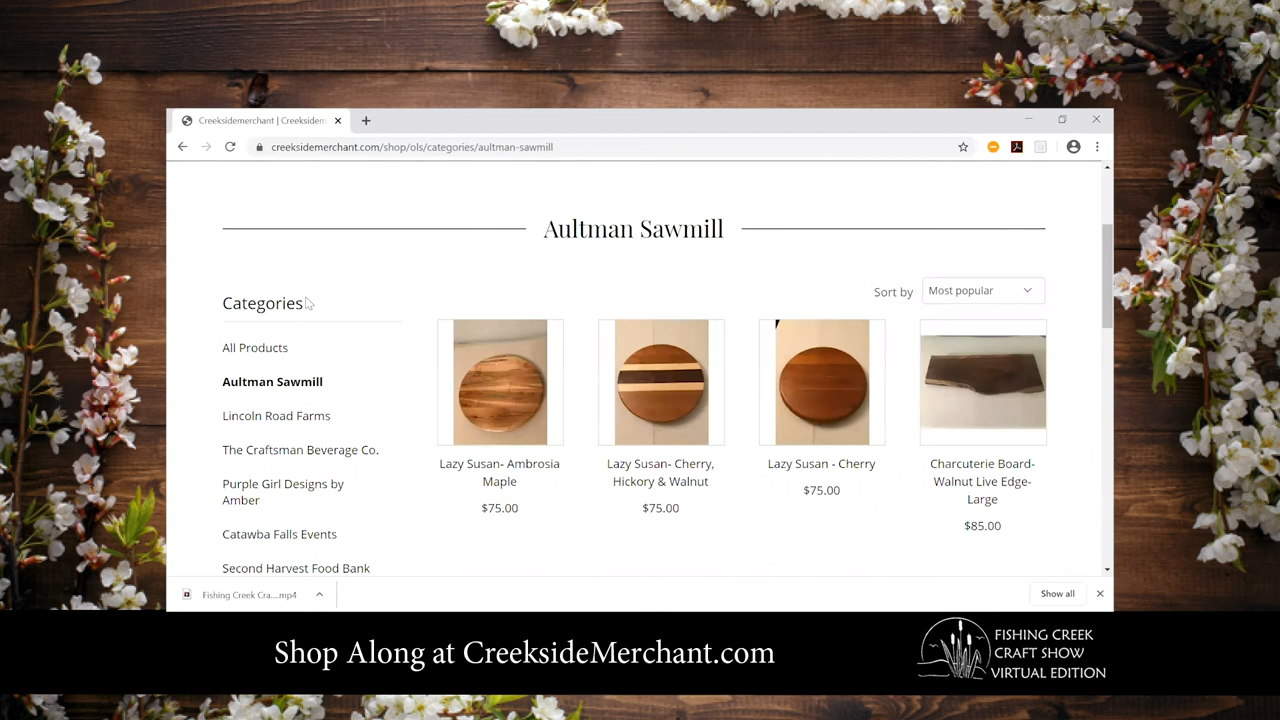 Creeksidemerchant | Creeksidem
creeksidemerchant.com/shop/ols/categories/aultman-sawmill
Aultman Sawmill
Sort by
Most popular
Categories
All Products
Aultman Sawmill
Lincoln Road Farms
The Craftsman Beverage Co.
Purple Girl Designs by
Amber
Catawba Falls Events
Second Harvest Food Bank
Lazy Susan- Ambrosia
Maple
$75.00
Lazy Susan- Cherry,
Hickory & Walnut
$75.00
Lazy Susan - Cherry
$75.00
Charcuterie Board-
Walnut Live Edge-
Large
$85.00
Fishing Creek Cra....mp4
Show all
Shop Along at CreeksideMerchant.com
FISHING CREEK
CRAFT SHOW
VIRTUAL EDITION